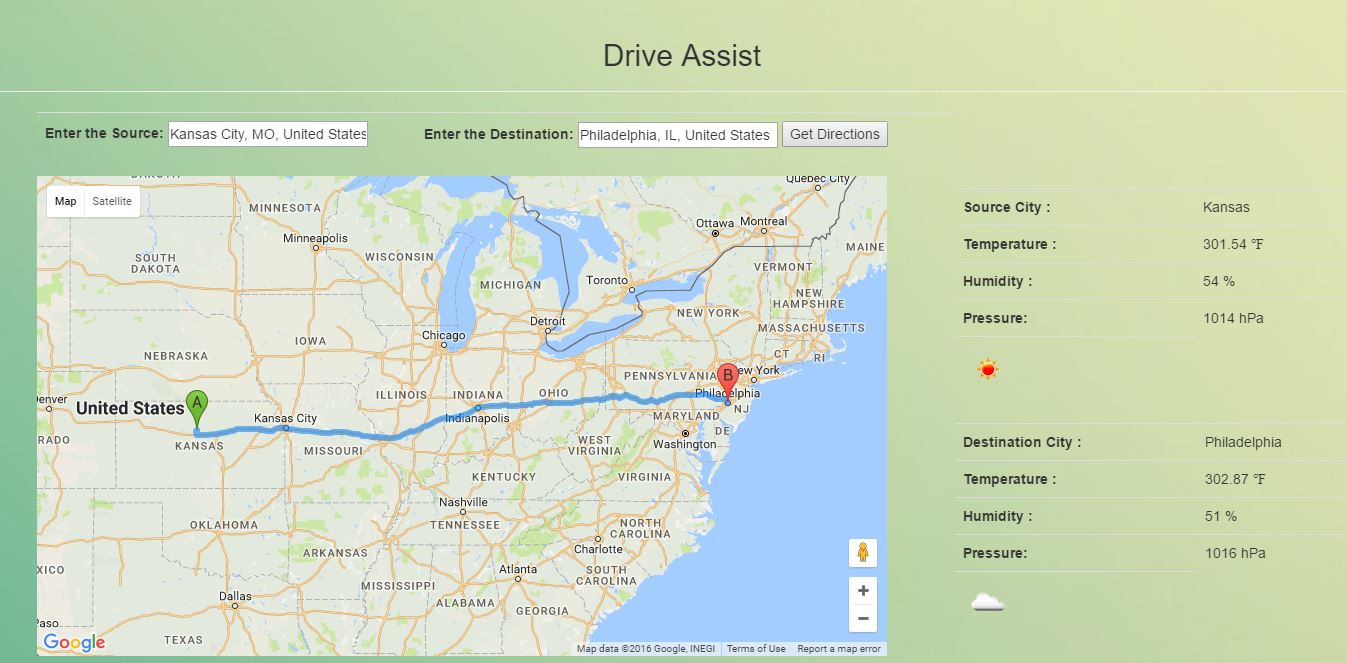 Drive Assist
Enter the Source: Kansas City, MO, United States
Enter the Destination: Philadelphia, IL, United States Get Directions
Map Satellite
DAKOTA
Quebec City
MINNESOTA
Ottawa Montreal
Minneapolis
MAINE
WISCONSIN
SOUTH
DAKOTA
VERMONT
Toronto
MICHIGAN
NEW
HAMPSHIRE
NEW YORK
Detroit
MASSACHUSETTS
Chicago
IOWA
CT RI
NEBRASKA
B
ew York
PENNSYLVANIA
Philadelphia
ILLINOIS INDIANA OHIO
enver
A
United States
NJ
Kansas City
Indianapolis
MARYLAND
DE
RADO
KANSAS
MISSOURI
WEST
VIRGINIA
Washington
KENTUCKY
VIRGINIA
Nashville
TENNESSEE
OKLAHOMA
NORTH
CAROLINA
ARKANSAS
Charlotte
XICO
Atlanta
SOUTH
CAROLINA
MISSISSIPPI
Dallas
ALABAMA
GEORGIA
Paso
TEXAS
+
−
Google
Map data ©2016 Google, INEGI Terms of Use Report a map error
Source City : Kansas
Temperature : 301.54 °F
Humidity : 54 %
Pressure: 1014 hPa
Destination City : Philadelphia
Temperature : 302.87 °F
Humidity : 51 %
Pressure: 1016 hPa